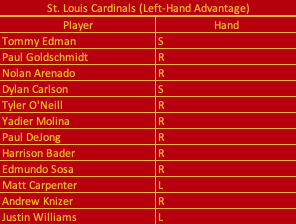 St. Louis Cardinals (Left-Hand Advantage)
Player Hand
Tommy Edman S
Paul Goldschmidt R
Nolan Arenado R
Dylan Carlson S
Tyler O'Neill R
Yadier Molina R
Paul DeJong R
Harrison Bader R
Edmundo Sosa R
Matt Carpenter L
Andrew Knizer R
Justin Williams L